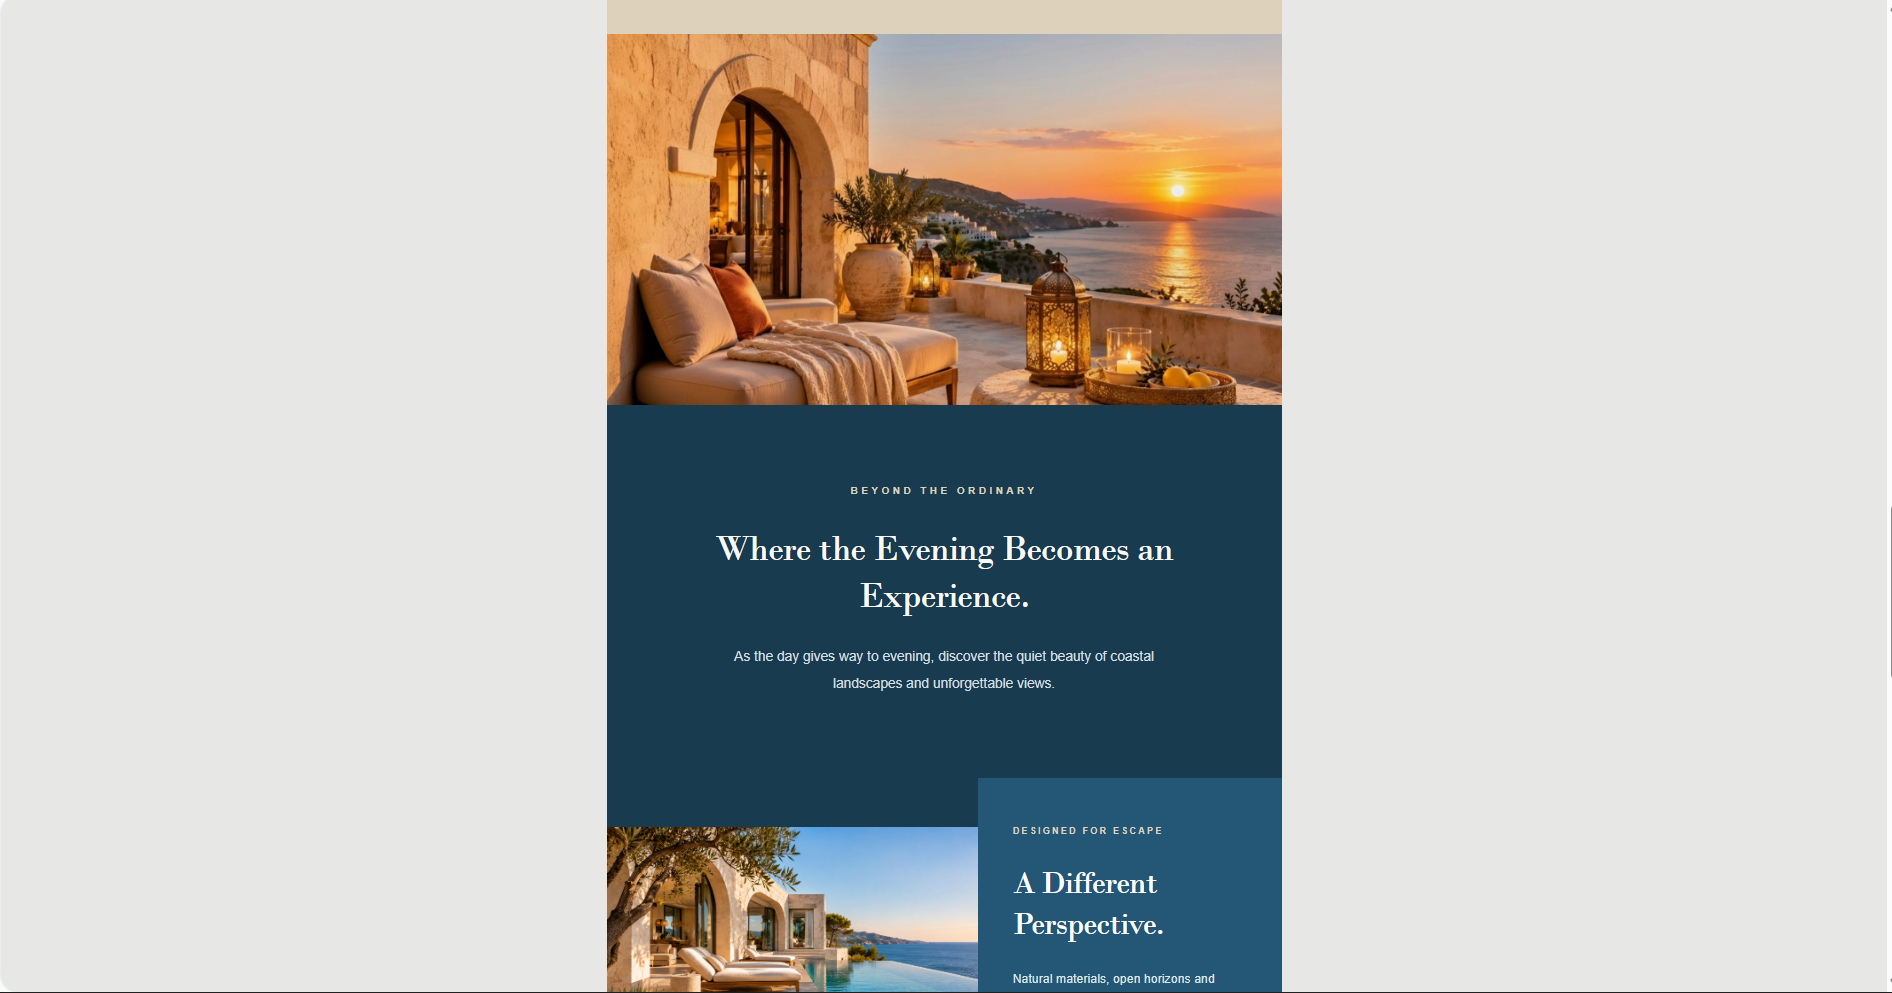 BEYOND THE ORDINARY
Where the Evening Becomes an
Experience.
As the day gives way to evening, discover the quiet beauty of coastal
landscapes and unforgettable views.
DESIGNED FOR ESCAPE
A Different
Perspective.
Natural materials, open horizons and